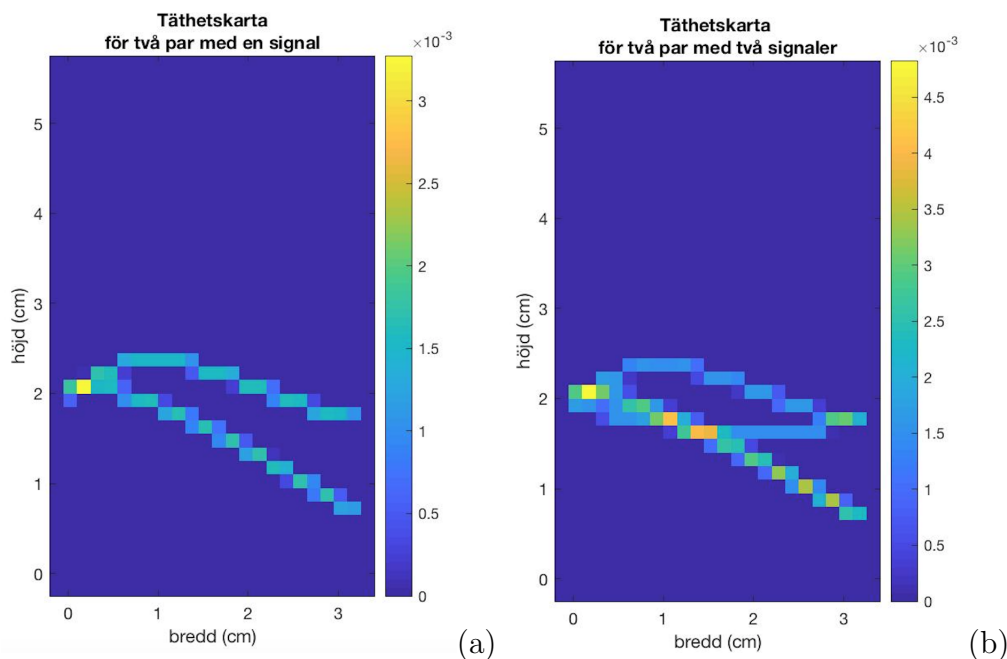 Täthetskarta
för två par med en signal
×10⁻³
höjd (cm)
5
4
3
2
1
0
0 1 2 3
bredd (cm)
3
2.5
2
1.5
1
0.5
0
(a)
Täthetskarta
för två par med två signaler
×10⁻³
höjd (cm)
5
4
3
2
1
0
0 1 2 3
bredd (cm)
4.5
4
3.5
3
2.5
2
1.5
1
0.5
0
(b)